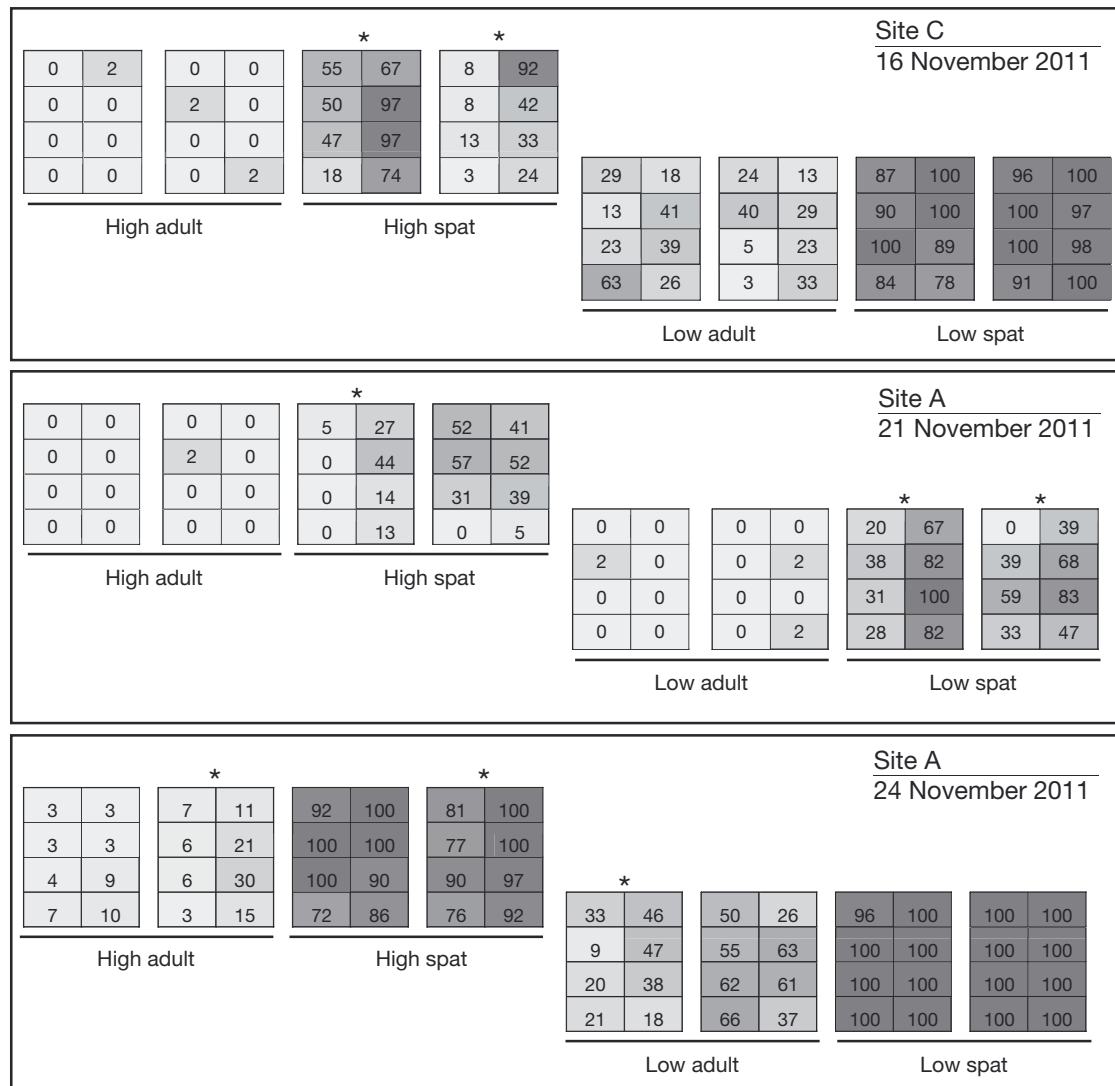 Site C
16 November 2011
* *
0 2 0 0 55 67 8 92
0 0 2 0 50 97 8 42
0 0 0 0 47 97 13 33
0 0 0 2 18 74 3 24
High adult High spat
29 18 24 13 87 100 96 100
13 41 40 29 90 100 100 97
23 39 5 23 100 89 100 98
63 26 3 33 84 78 91 100
Low adult Low spat
Site A
21 November 2011
*
0 0 0 0 5 27 52 41
0 0 2 0 0 44 57 52
0 0 0 0 0 14 31 39
0 0 0 0 0 13 0 5
High adult High spat
* *
0 0 0 0 20 67 0 39
2 0 0 2 38 82 39 68
0 0 0 0 31 100 59 83
0 0 0 2 28 82 33 47
Low adult Low spat
Site A
24 November 2011
* *
3 3 7 11 92 100 81 100
3 3 6 21 100 100 77 100
4 9 6 30 100 90 90 97
7 10 3 15 72 86 76 92
High adult High spat
*
33 46 50 26 96 100 100 100
9 47 55 63 100 100 100 100
20 38 62 61 100 100 100 100
21 18 66 37 100 100 100 100
Low adult Low spat